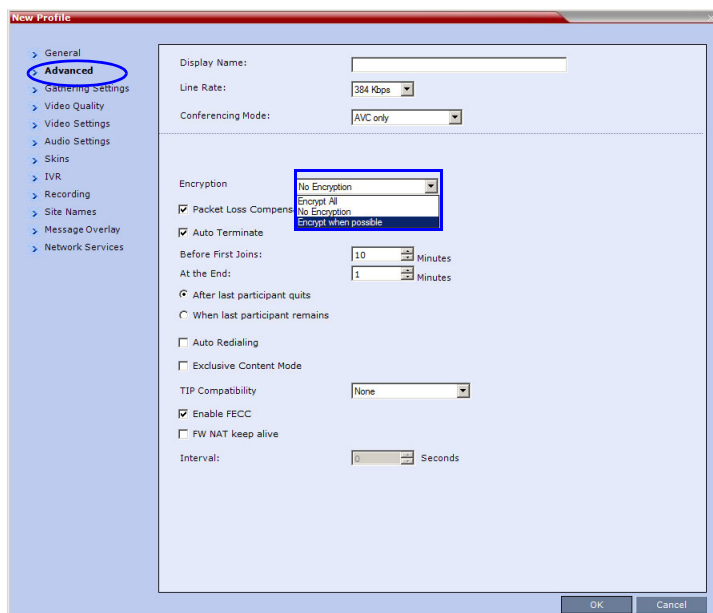 New Profile
General
Advanced
Gathering Settings
Video Quality
Video Settings
Audio Settings
Skins
IVR
Recording
Site Names
Message Overlay
Network Services
Display Name:
Line Rate: 384 Kbps
Conferencing Mode: AVC only
Encryption No Encryption
Encrypt All
No Encryption
Encrypt when possible
Packet Loss Compens
Auto Terminate
Before First Joins: 10 Minutes
At the End: 1 Minutes
After last participant quits
When last participant remains
Auto Redialing
Exclusive Content Mode
TIP Compatibility None
Enable FECC
FW NAT keep alive
Interval: 0 Seconds
OK Cancel